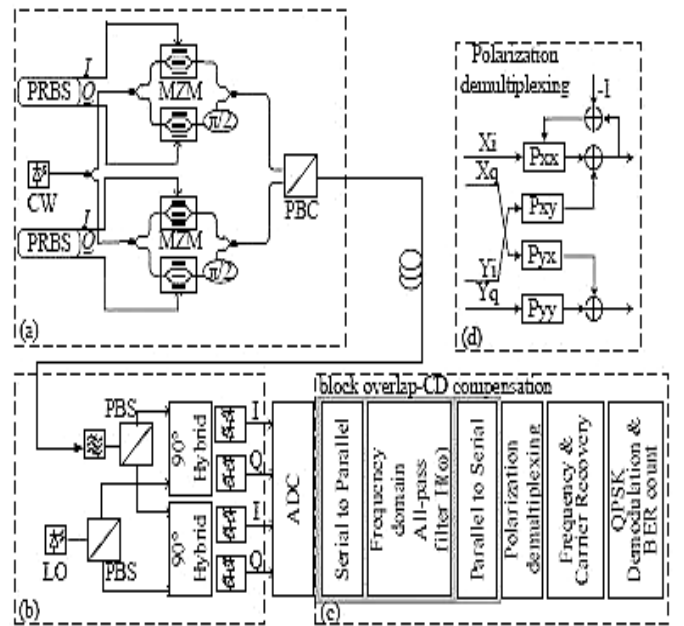 I
PRBS
Q
MZM
π/2
CW
PBC
I
PRBS
Q
MZM
π/2
(a)
Polarization
demultiplexing
-1
Xi
Pxx
Xq
Pxy
Pyx
Yi
Yq
Pyy
(d)
PBS
90°
Hybrid
I
Q
LO
PBS
90°
Hybrid
I
Q
(b)
ADC
block overlap-CD compensation
Serial to Parallel
Frequency
domain
All-pass
filter H(ω)
Parallel to Serial
Polarization
demultiplexing
Frequency &
Carrier Recovery
QPSK
Demodulation &
BER count
(c)